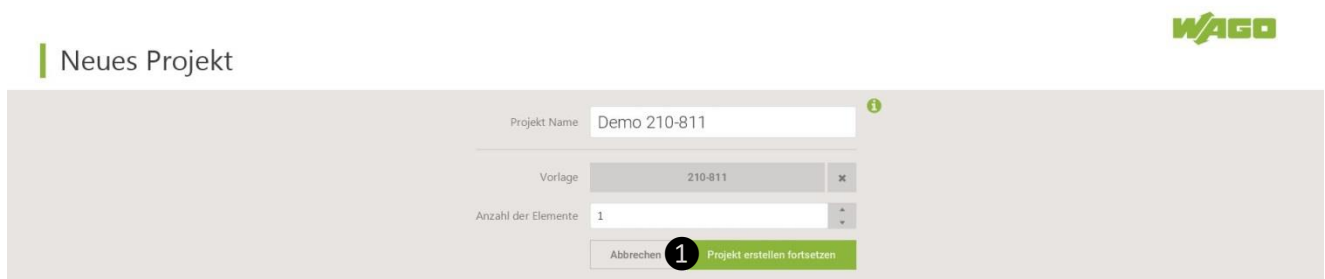 WAGO
Neues Projekt
Projekt Name Demo 210-811
Vorlage 210-811
Anzahl der Elemente 1
Abbrechen 1 Projekt erstellen fortsetzen